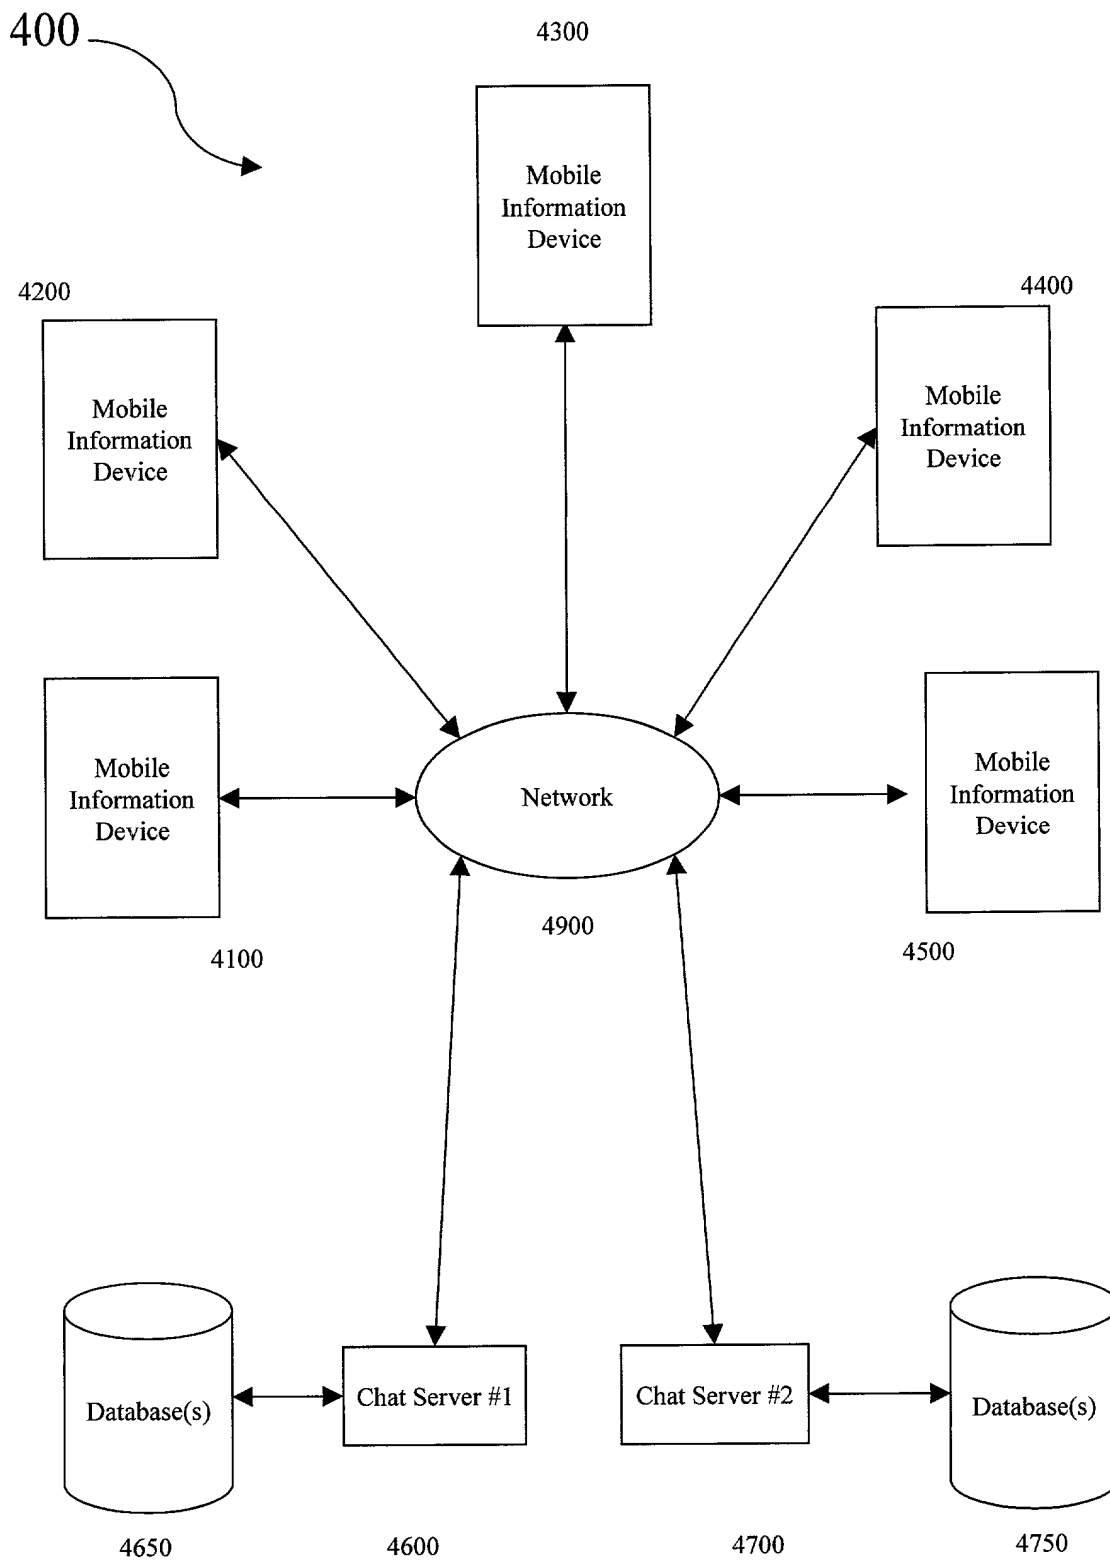 400
4300
Mobile
Information
Device
4200
4400
Mobile
Information
Device
Mobile
Information
Device
Mobile
Information
Device
Network
Mobile
Information
Device
4100
4900
4500
Database(s)
Chat Server #1
Chat Server #2
Database(s)
4650
4600
4700
4750